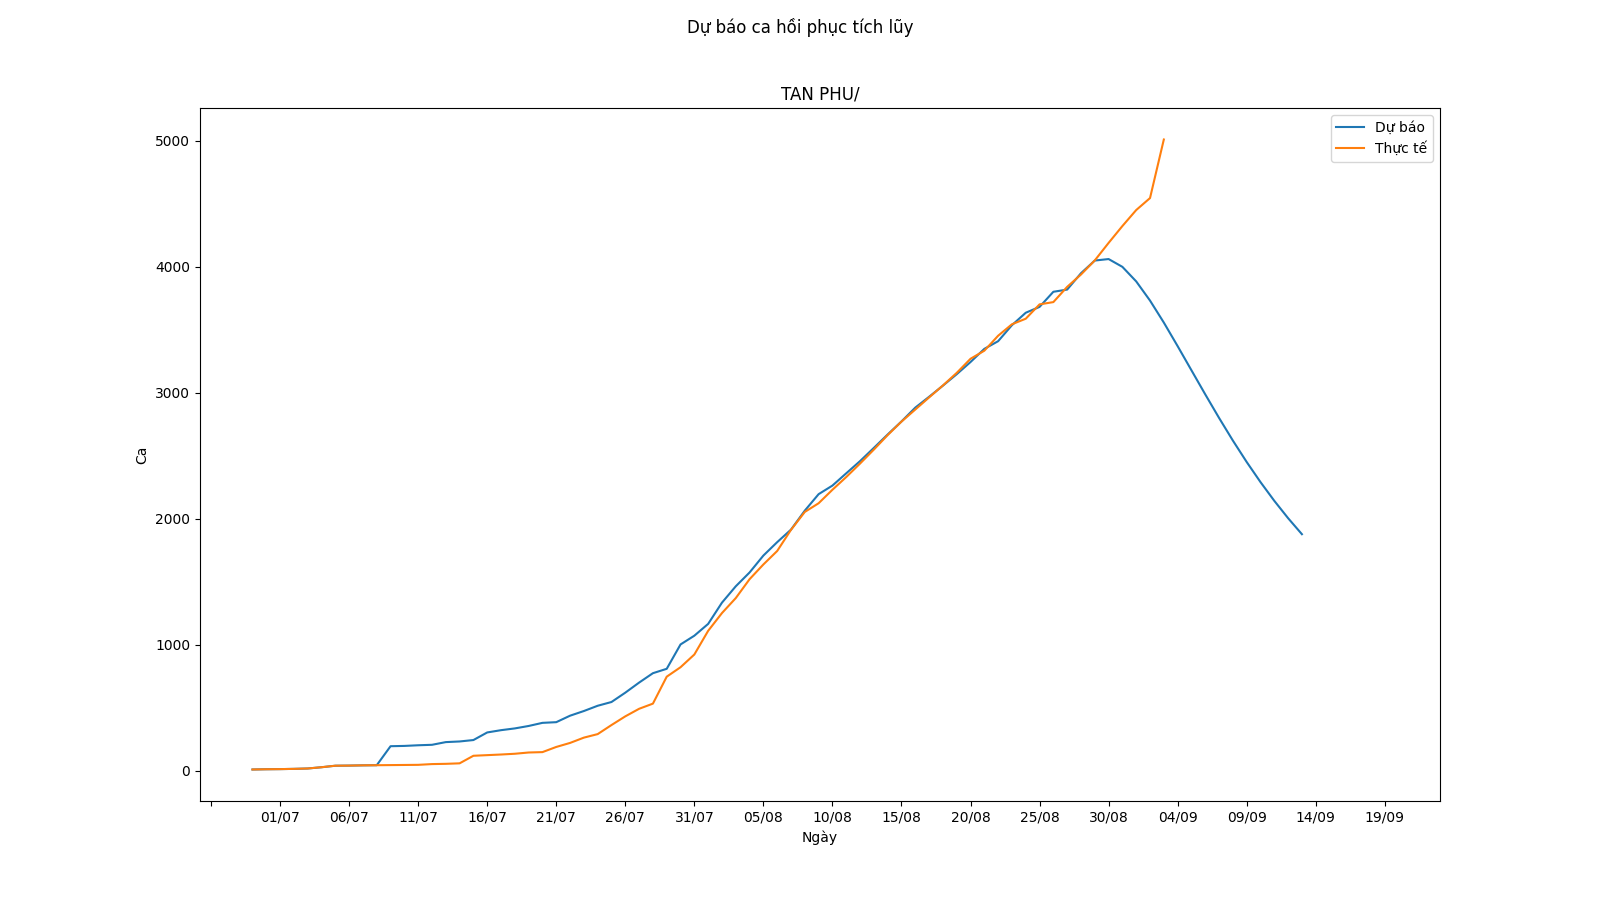 Dự báo ca hồi phục tích lũy
TAN PHU/
Dự báo
Thực tế
5000
4000
3000
2000
1000
0
Ca
01/07 06/07 11/07 16/07 21/07 26/07 31/07 05/08 10/08 15/08 20/08 25/08 30/08 04/09 09/09 14/09 19/09
Ngày